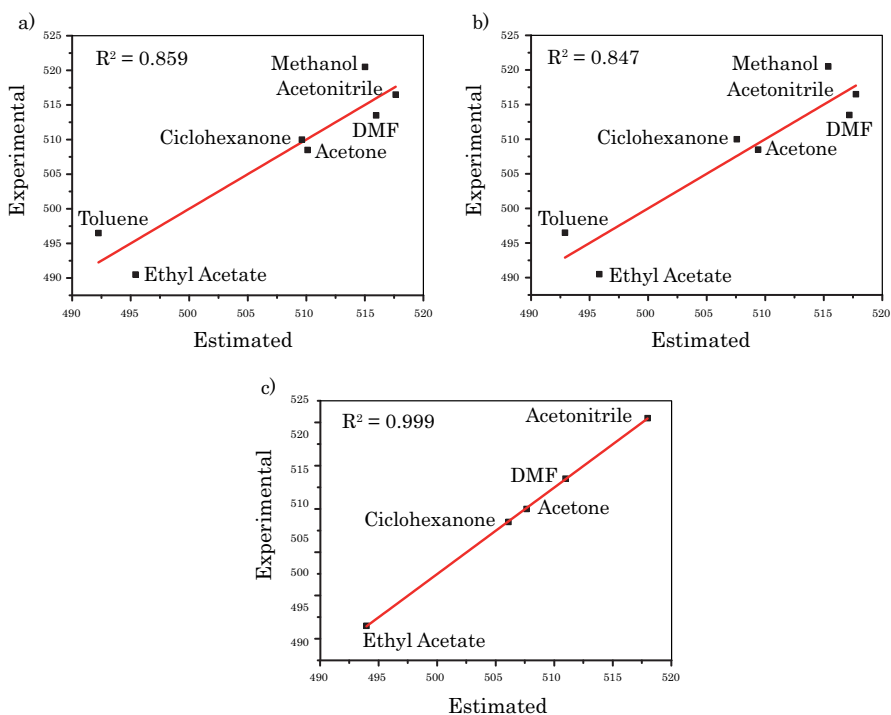 a)
R² = 0.859
Methanol
Acetonitrile
DMF
Ciclohexanone
Acetone
Toluene
Ethyl Acetate
525
520
515
510
505
500
495
490
490 495 500 505 510 515 520
Experimental
Estimated
b)
R² = 0.847
Methanol
Acetonitrile
DMF
Ciclohexanone
Acetone
Toluene
Ethyl Acetate
525
520
515
510
505
500
495
490
490 495 500 505 510 515 520
Experimental
Estimated
c)
R² = 0.999
Acetonitrile
DMF
Acetone
Ciclohexanone
Ethyl Acetate
525
520
515
510
505
500
495
490
490 495 500 505 510 515 520
Experimental
Estimated